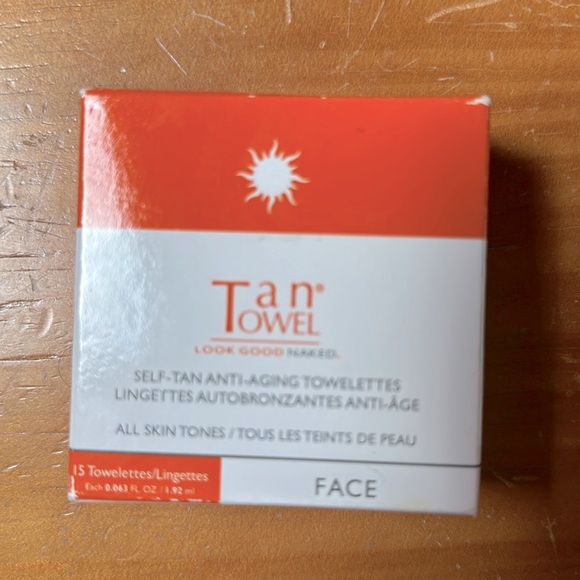 Tan®
TOWEL
LOOK GOOD NAKED.
SELF-TAN ANTI-AGING TOWELETTES
LINGETTES AUTOBRONZANTES ANTI-ÂGE
ALL SKIN TONES / TOUS LES TEINTS DE PEAU
15 Towelettes/Lingettes
Each 0.063 FL. OZ. / 1.92 ml
FACE